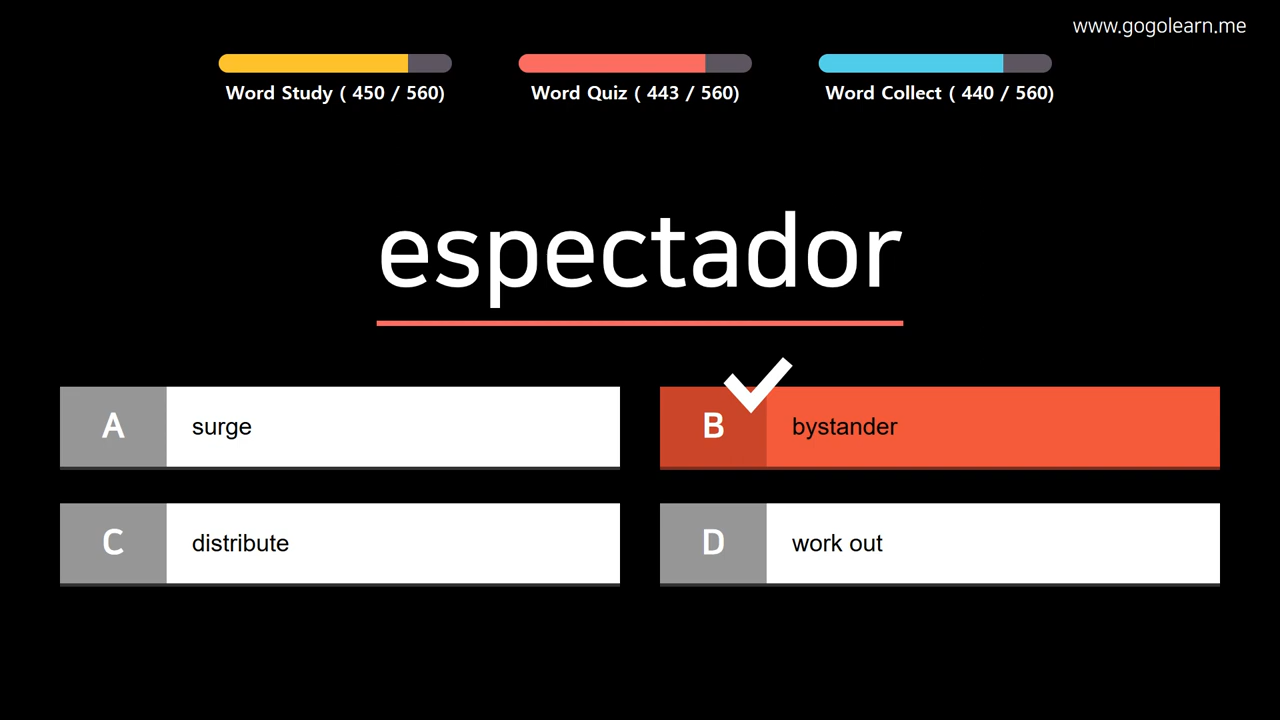 www.gogolearn.me
Word Study ( 450 / 560)
Word Quiz ( 443 / 560)
Word Collect ( 440 / 560)
espectador
A surge
B bystander
C distribute
D work out